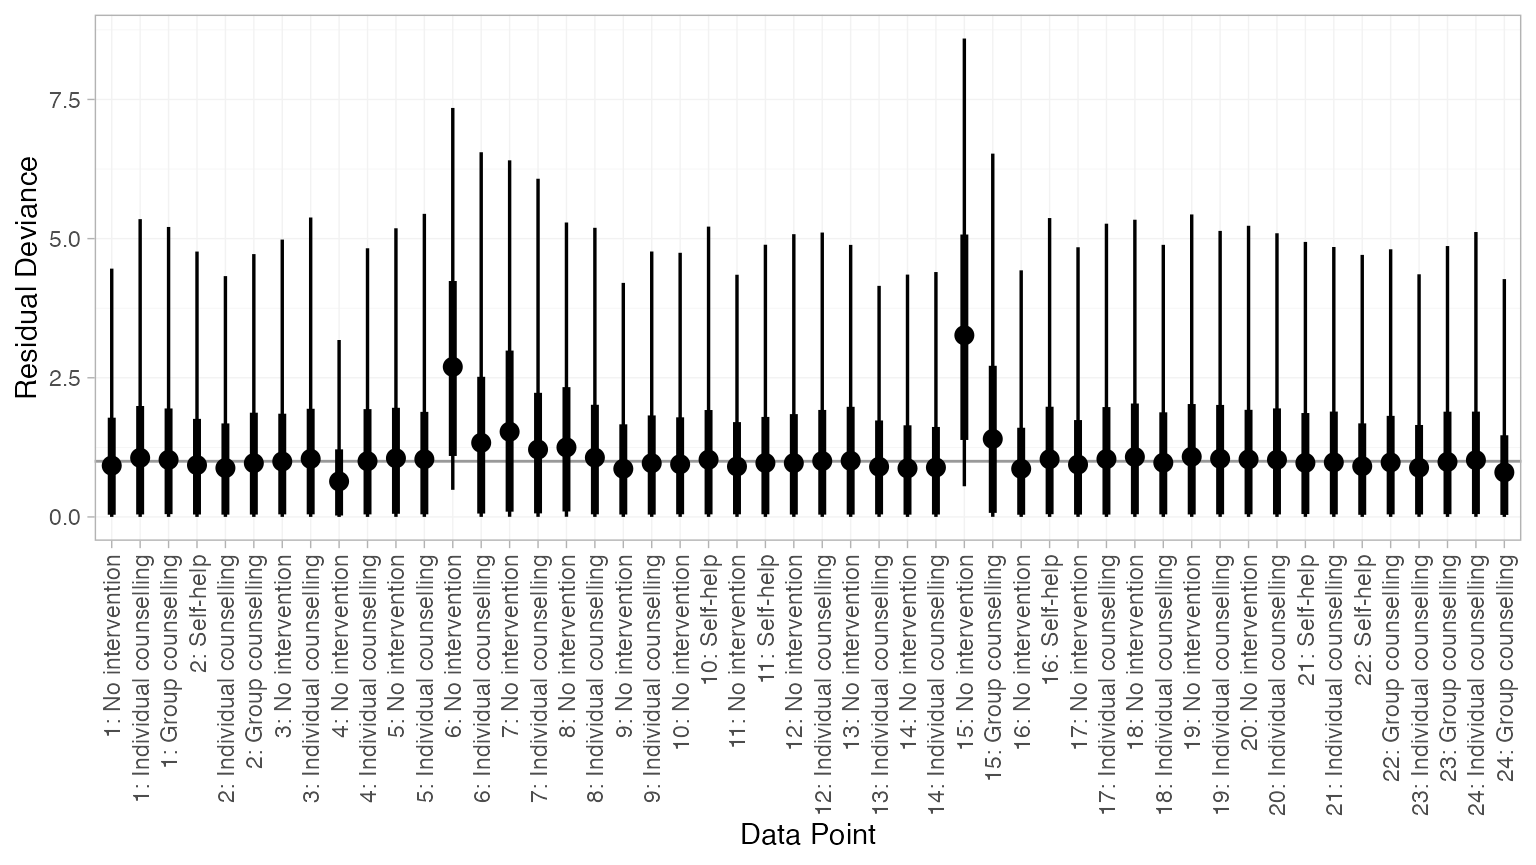 7.5
5.0
2.5
0.0
Residual Deviance
1: No intervention
1: Individual counselling
1: Group counselling
2: Self-help
2: Individual counselling
2: Group counselling
3: No intervention
3: Individual counselling
4: No intervention
4: Individual counselling
5: No intervention
5: Individual counselling
6: No intervention
6: Individual counselling
7: No intervention
7: Individual counselling
8: No intervention
8: Individual counselling
9: No intervention
9: Individual counselling
10: No intervention
10: Self-help
11: No intervention
11: Self-help
12: No intervention
12: Individual counselling
13: No intervention
13: Individual counselling
14: No intervention
14: Individual counselling
15: No intervention
15: Group counselling
16: No intervention
16: Self-help
17: No intervention
17: Individual counselling
18: No intervention
18: Individual counselling
19: No intervention
19: Individual counselling
20: No intervention
20: Individual counselling
21: Self-help
21: Individual counselling
22: Self-help
22: Group counselling
23: Individual counselling
23: Group counselling
24: Individual counselling
24: Group counselling
Data Point